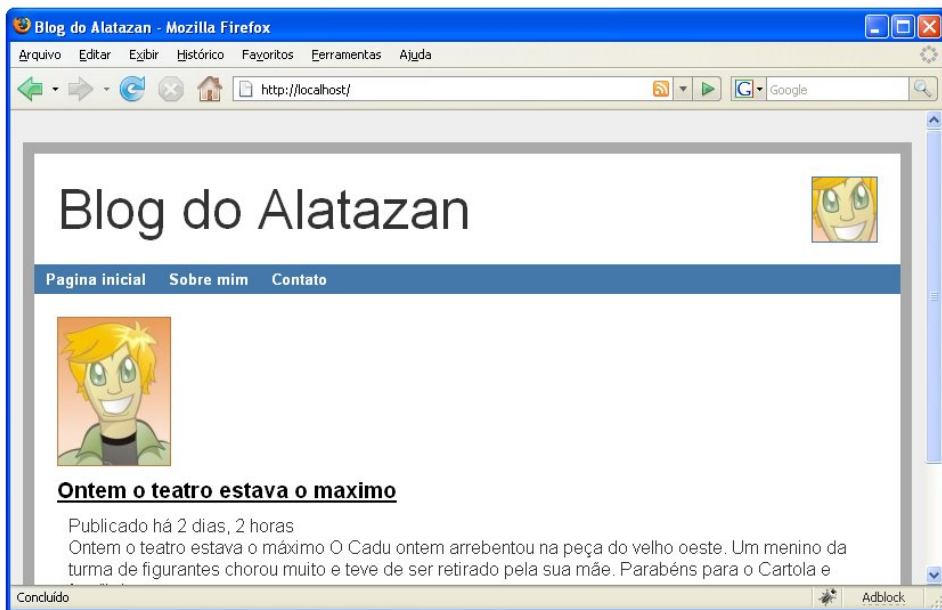 Blog do Alatazan - Mozilla Firefox
Arquivo Editar Exibir Histórico Favoritos Ferramentas Ajuda
http://localhost/ G Google
Blog do Alatazan
Pagina inicial Sobre mim Contato
Ontem o teatro estava o maximo
Publicado há 2 dias, 2 horas
Ontem o teatro estava o máximo O Cadu ontem arrebentou na peça do velho oeste. Um menino da
turma de figurantes chorou muito e teve de ser retirado pela sua mãe. Parabéns para o Cartola e
Concluído Adblock